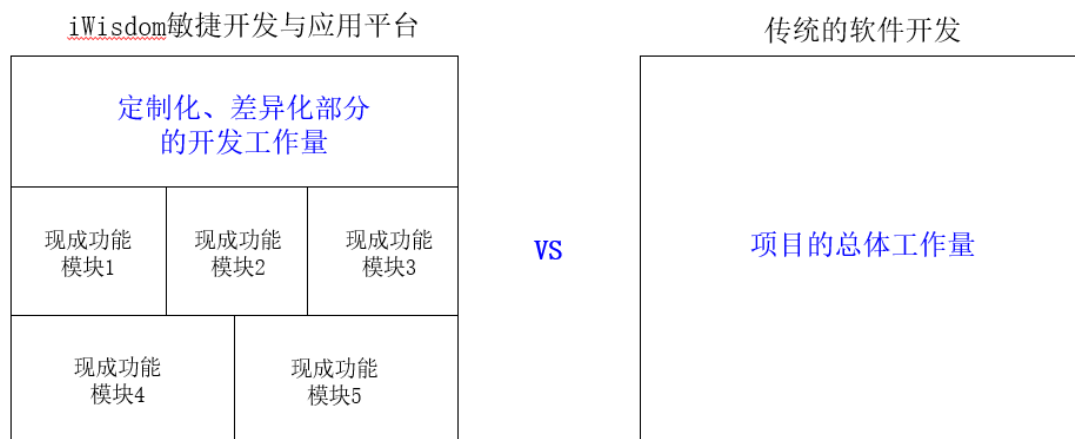 iWisdom敏捷开发与应用平台
传统的软件开发
定制化、差异化部分
的开发工作量
现成功能
模块1
现成功能
模块2
现成功能
模块3
VS
项目的总体工作量
现成功能
模块4
现成功能
模块5